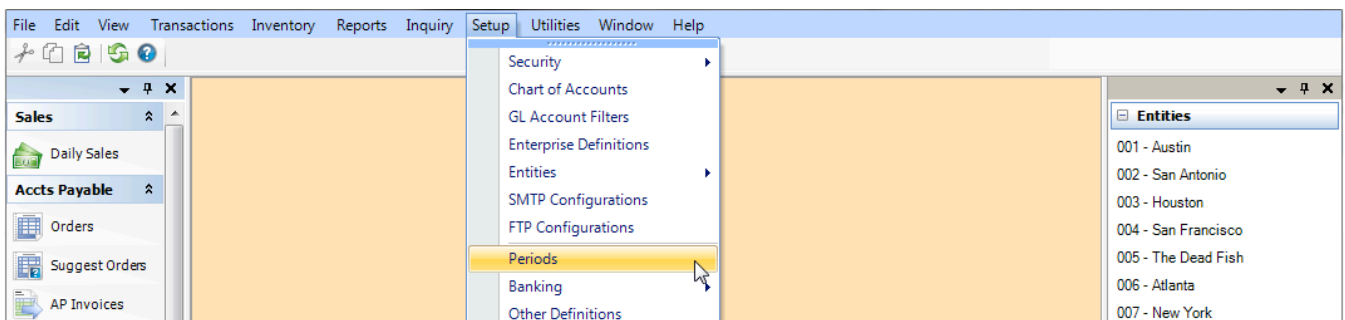 File Edit View Transactions Inventory Reports Inquiry Setup Utilities Window Help
Sales
Daily Sales
Accts Payable
Orders
Suggest Orders
AP Invoices
Security
Chart of Accounts
GL Account Filters
Enterprise Definitions
Entities
SMTP Configurations
FTP Configurations
Periods
Banking
Other Definitions
Entities
001 - Austin
002 - San Antonio
003 - Houston
004 - San Francisco
005 - The Dead Fish
006 - Atlanta
007 - New York